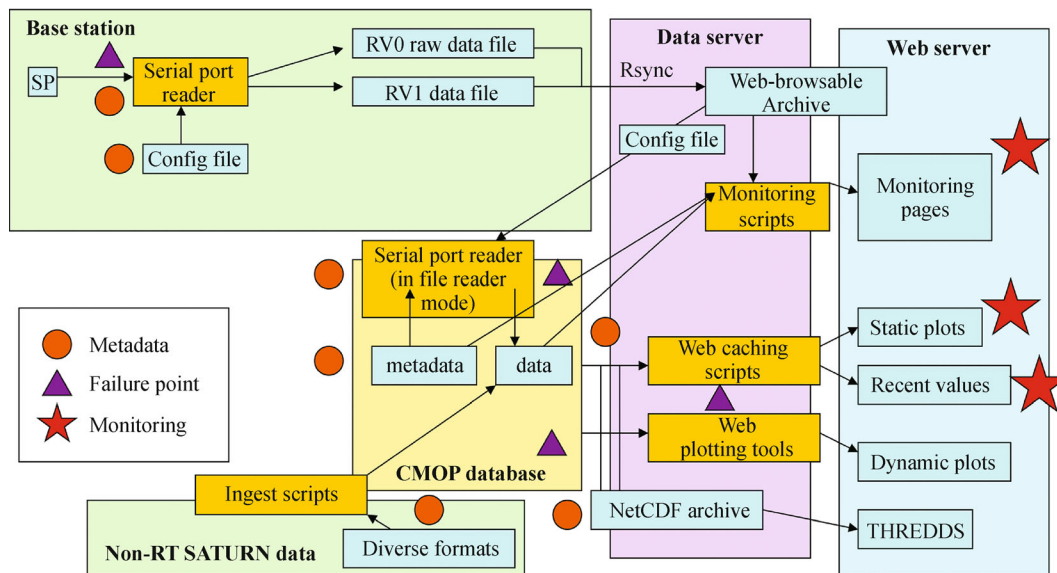 Base station
SP
Serial port
reader
Config file
RV0 raw data file
RV1 data file
Rsync
Data server
Web-browsable
Archive
Config file
Monitoring
scripts
Web server
Monitoring
pages
Serial port reader
(in file reader
mode)
metadata
data
CMOP database
Metadata
Failure point
Monitoring
Web caching
scripts
Web
plotting tools
NetCDF archive
Static plots
Recent values
Dynamic plots
THREDDS
Ingest scripts
Diverse formats
Non-RT SATURN data